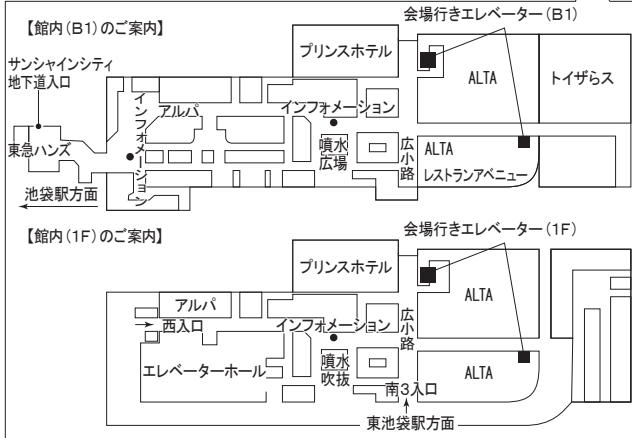 会場行きエレベーター(B1)
【館内(B1)のご案内】
プリンスホテル
サンシャインシティ
地下道入口
ALTA
トイザらス
アルパ
インフォメーション
インフォメーション
東急ハンズ
噴水
広場
広小路
ALTA
レストランアベニュー
池袋駅方面
【館内(1F)のご案内】
会場行きエレベーター(1F)
プリンスホテル
ALTA
アルパ
西入口
インフォメーション
広小路
エレベーターホール
噴水
吹抜
ALTA
南3入口
東池袋駅方面